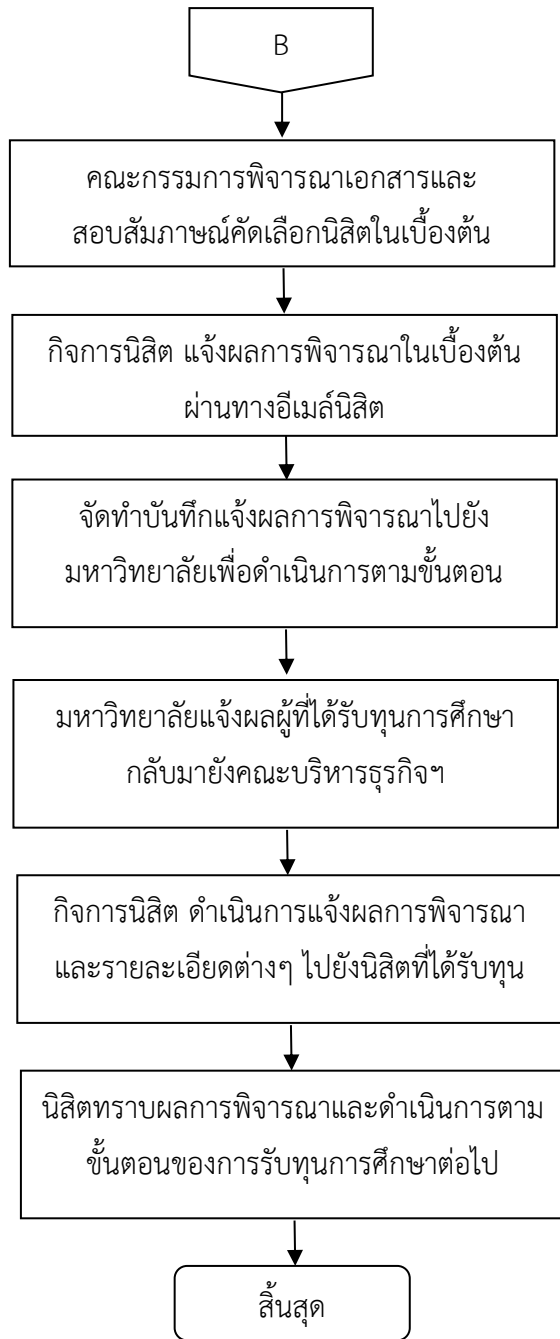 B
คณะกรรมการพิจารณาเอกสารและ
สอบสัมภาษณ์คัดเลือกนิสิตในเบื้องต้น
กิจการนิสิต แจ้งผลการพิจารณาในเบื้องต้น
ผ่านทางอีเมล์นิสิต
จัดทำบันทึกแจ้งผลการพิจารณาไปยัง
มหาวิทยาลัยเพื่อดำเนินการตามขั้นตอน
มหาวิทยาลัยแจ้งผลผู้ที่ได้รับทุนการศึกษา
กลับมายังคณะบริหารธุรกิจฯ
กิจการนิสิต ดำเนินการแจ้งผลการพิจารณา
และรายละเอียดต่างๆ ไปยังนิสิตที่ได้รับทุน
นิสิตทราบผลการพิจารณาและดำเนินการตาม
ขั้นตอนของการรับทุนการศึกษาต่อไป
สิ้นสุด